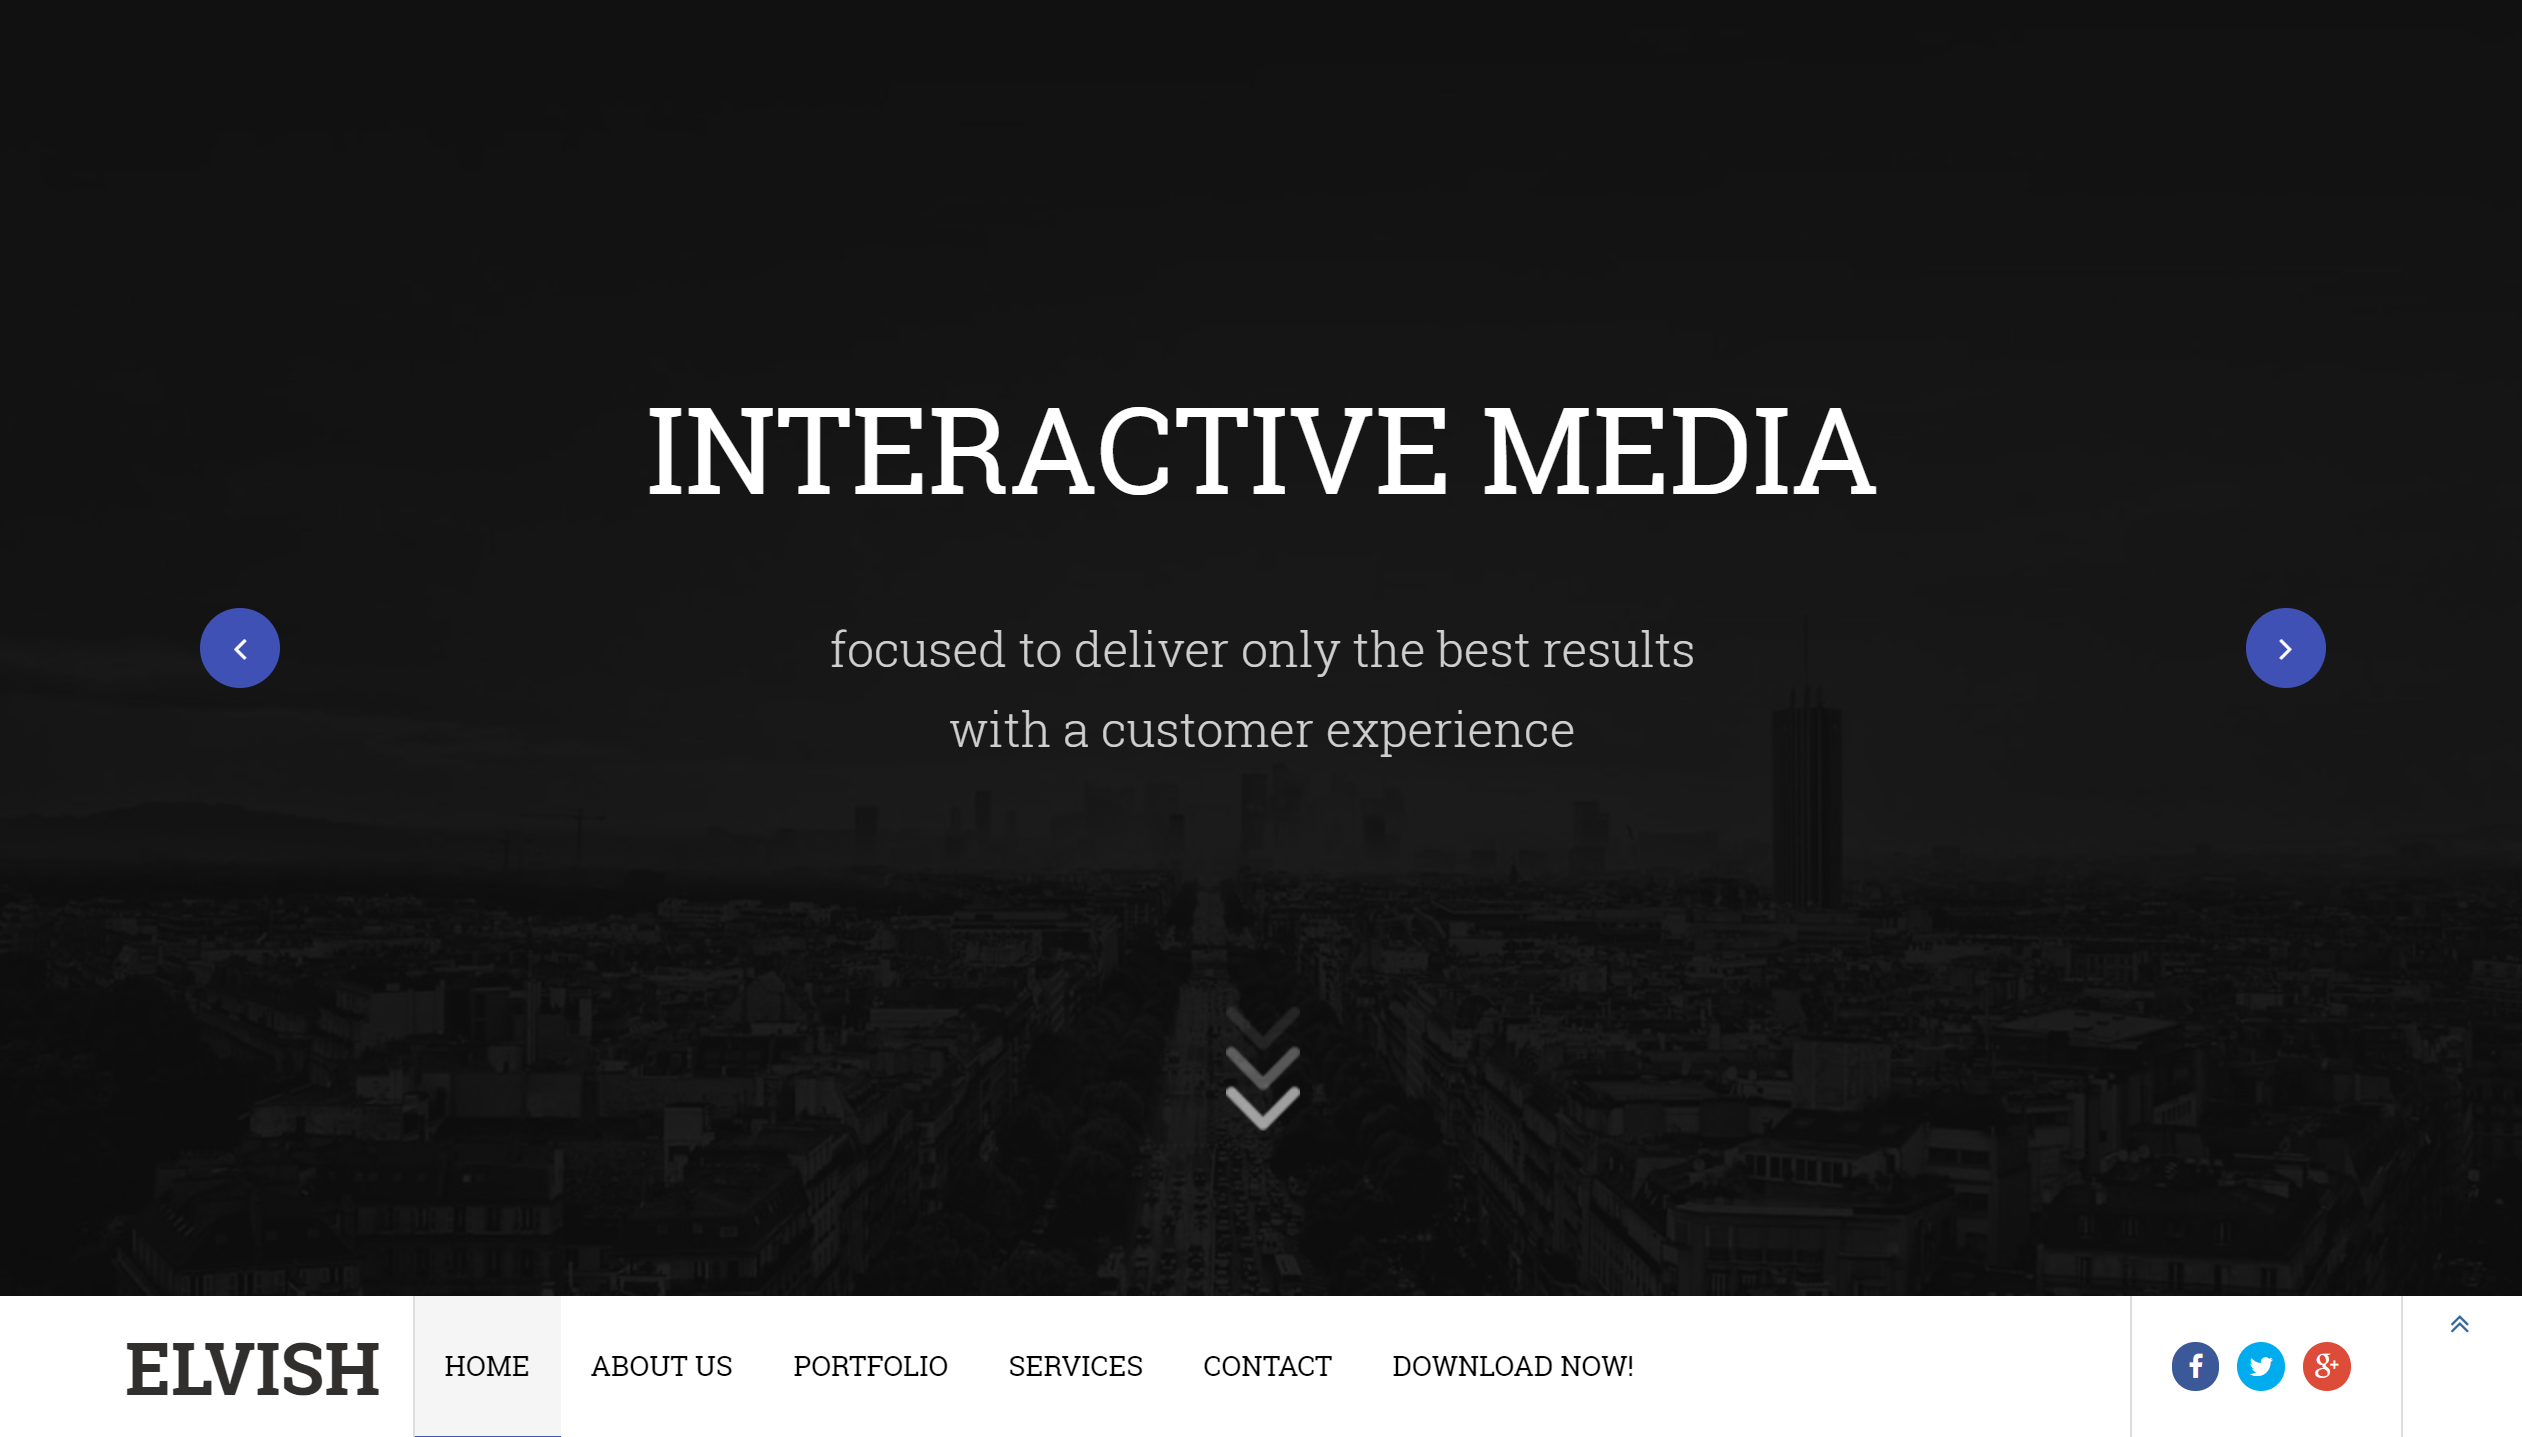 INTERACTIVE MEDIA
focused to deliver only the best results
with a customer experience
ELVISH
HOME
ABOUT US
PORTFOLIO
SERVICES
CONTACT
DOWNLOAD NOW!